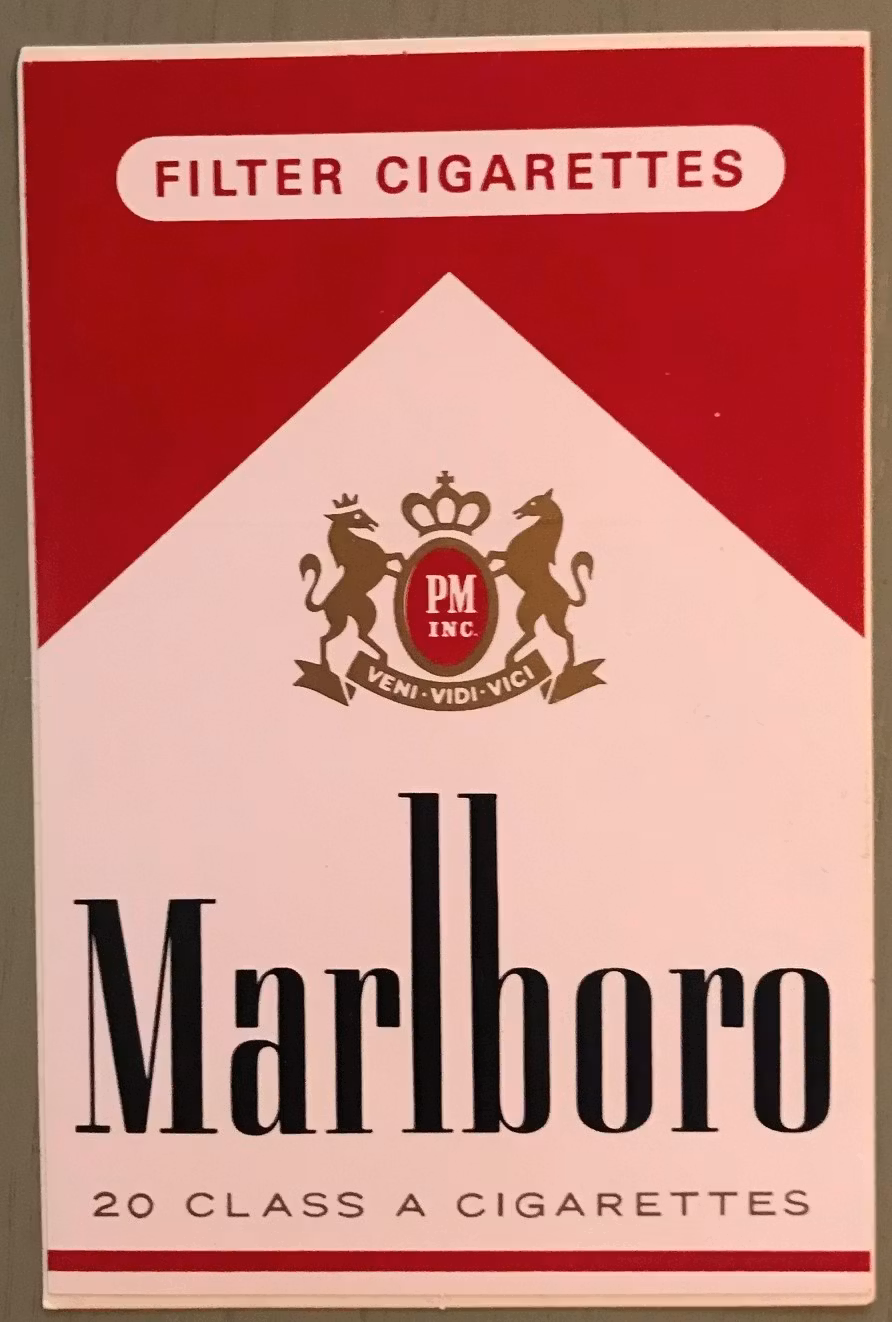 FILTER CIGARETTES
PM
INC.
VENI·VIDI·VICI
Marlboro
20 CLASS A CIGARETTES